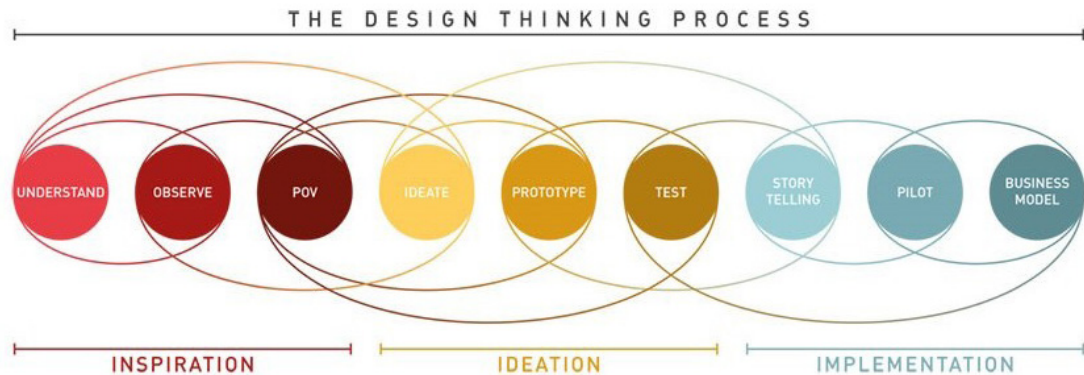 THE DESIGN THINKING PROCESS
UNDERSTAND
OBSERVE
POV
IDEATE
PROTOTYPE
TEST
STORY
TELLING
PILOT
BUSINESS
MODEL
INSPIRATION
IDEATION
IMPLEMENTATION